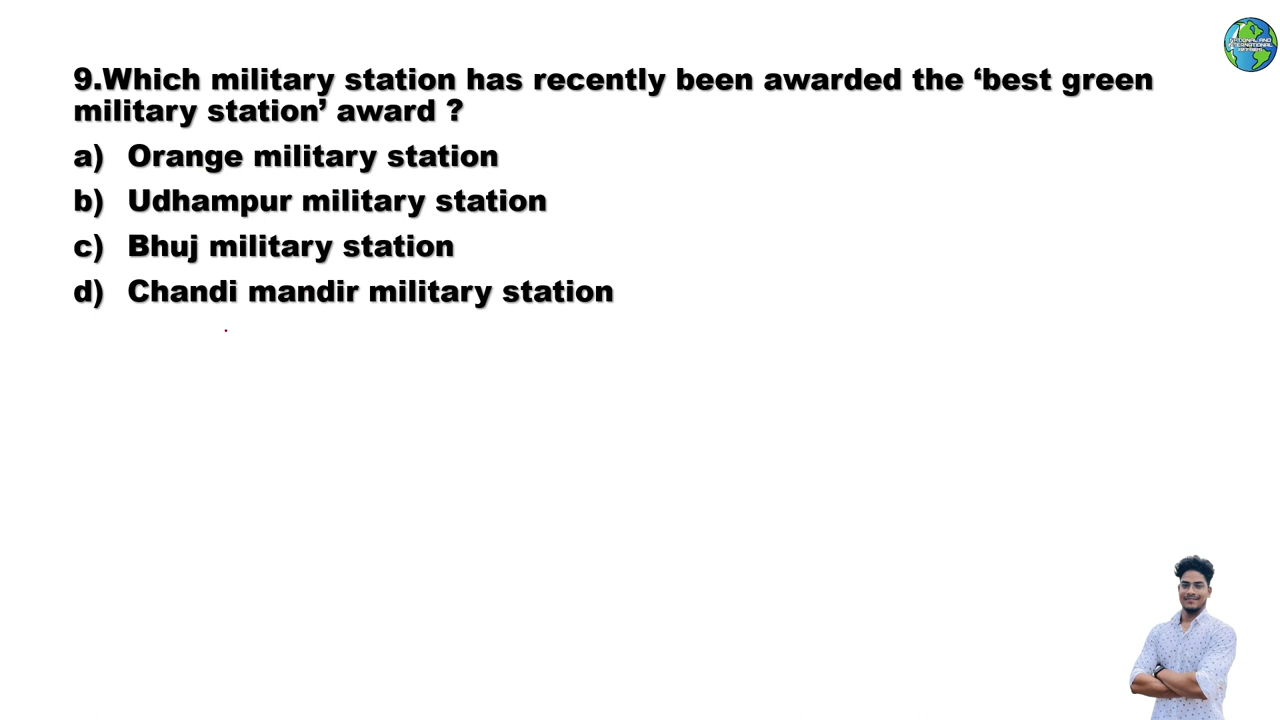 9.Which military station has recently been awarded the ‘best green
military station’ award ?
a) Orange military station
b) Udhampur military station
c) Bhuj military station
d) Chandi mandir military station